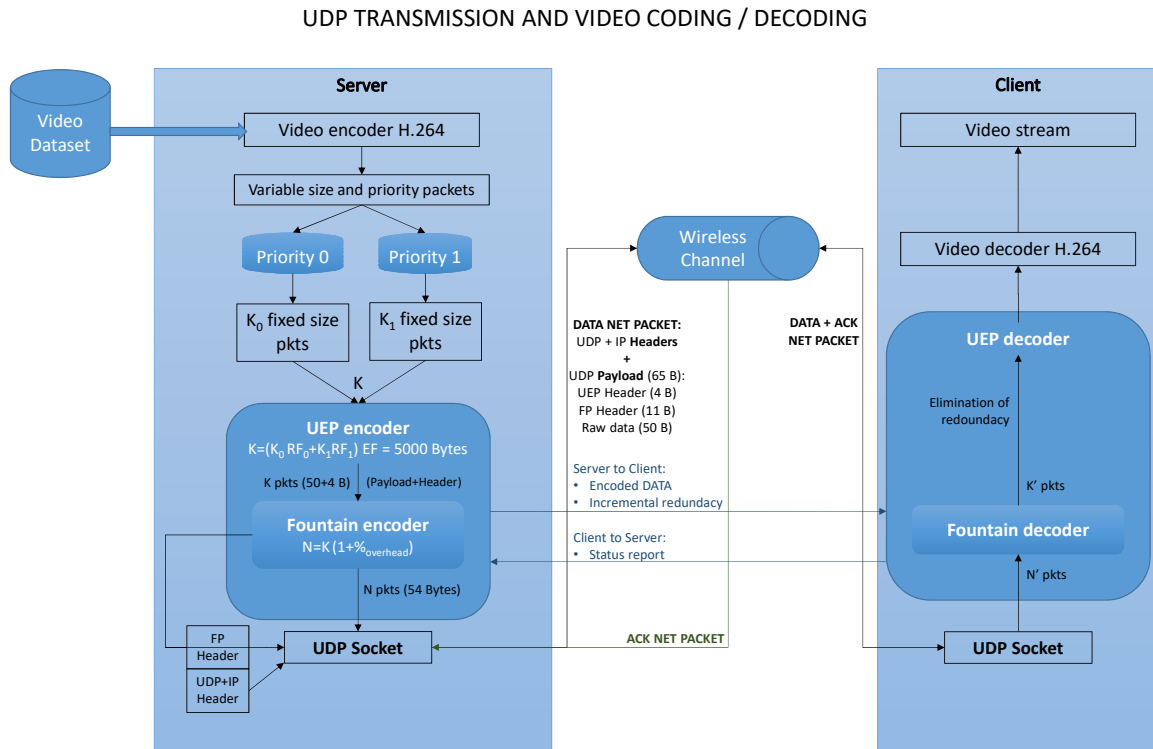 UDP TRANSMISSION AND VIDEO CODING / DECODING
Video
Dataset
Server
Video encoder H.264
Variable size and priority packets
Priority 0
Priority 1
K0 fixed size
pkts
K1 fixed size
pkts
K
UEP encoder
K=(K0 RF0+K1RF1) EF = 5000 Bytes
K pkts (50+4 B)
(Payload+Header)
Fountain encoder
N=K (1+%overhead)
N pkts (54 Bytes)
FP
Header
UDP+IP
Header
UDP Socket
Wireless
Channel
DATA NET PACKET:
UDP + IP Headers
+
UDP Payload (65 B):
UEP Header (4 B)
FP Header (11 B)
Raw data (50 B)
DATA + ACK
NET PACKET
Server to Client:
• Encoded DATA
• Incremental redundancy
Client to Server:
• Status report
ACK NET PACKET
Client
Video stream
Video decoder H.264
UEP decoder
Elimination of
redoundacy
K' pkts
Fountain decoder
N' pkts
UDP Socket